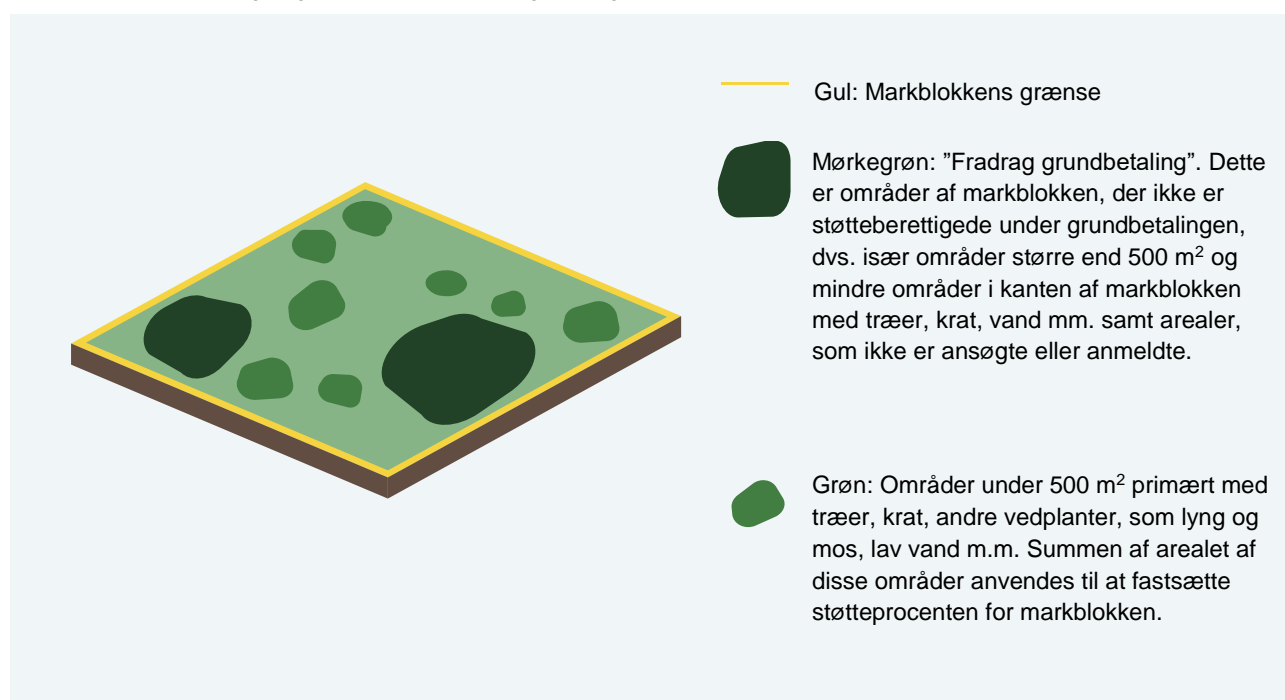 Gul: Markblokkens grænse
Mørkegrøn: ”Fradrag grundbetaling”. Dette
er områder af markblokken, der ikke er
støtteberettigede under grundbetalingen,
dvs. især områder større end 500 m² og
mindre områder i kanten af markblokken
med træer, krat, vand mm. samt arealer,
som ikke er ansøgte eller anmeldte.
Grøn: Områder under 500 m² primært med
træer, krat, andre vedplanter, som lyng og
mos, lav vand m.m. Summen af arealet af
disse områder anvendes til at fastsætte
støtteprocenten for markblokken.